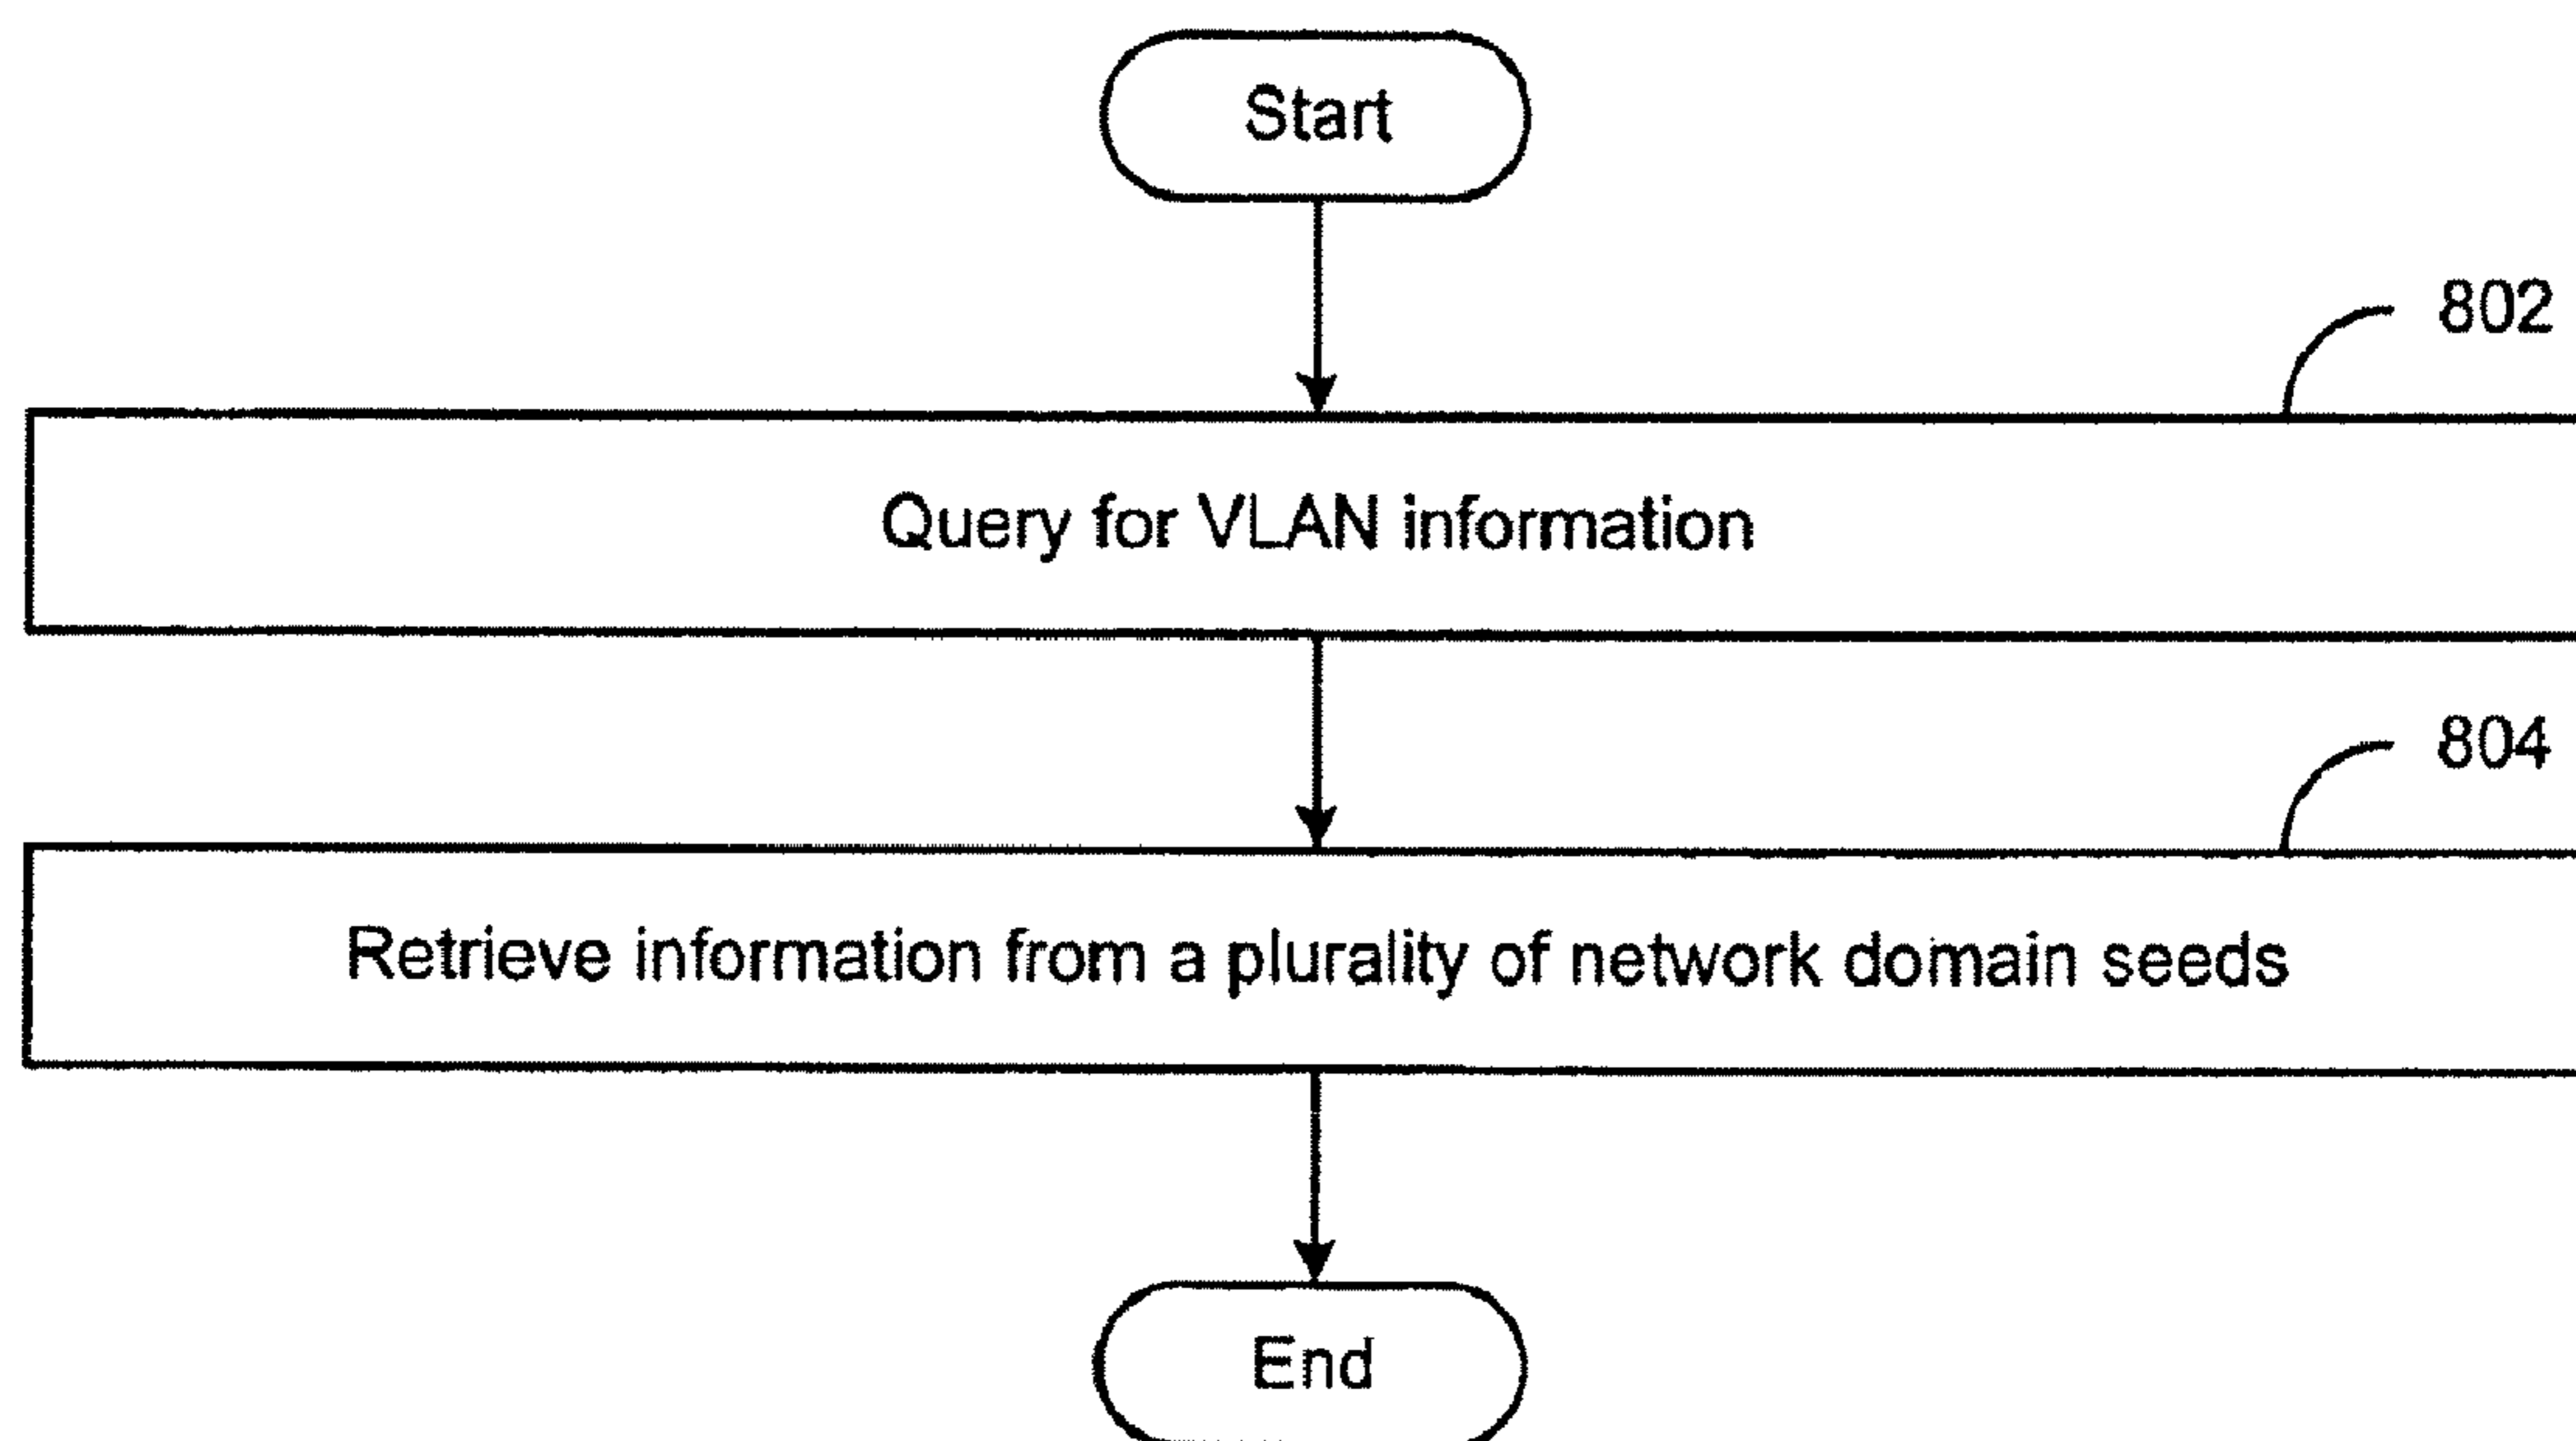 Start
802
Query for VLAN information
804
Retrieve information from a plurality of network domain seeds
End